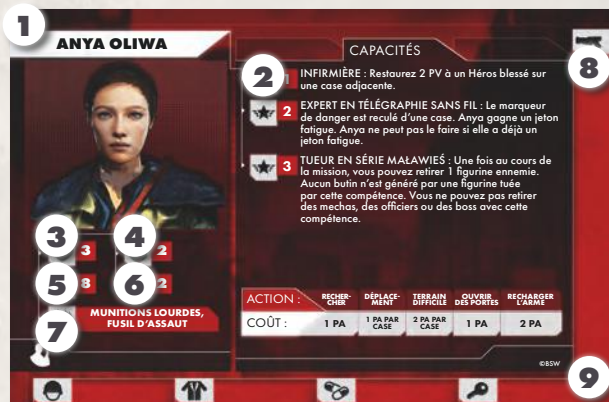 1
ANYA OLIWA
CAPACITÉS
8
2
INFIRMIÈRE : Restaurez 2 PV à un Héros blessé sur
une case adjacente.
2 EXPERT EN TÉLÉGRAPHIE SANS FIL : Le marqueur
de danger est reculé d'une case. Anya gagne un jeton
fatigue. Anya ne peut pas le faire si elle a déjà un
jeton fatigue.
3 TUEUR EN SÉRIE MAŁAWIEŚ : Une fois au cours de
la mission, vous pouvez retirer 1 figurine ennemie.
Aucun butin n'est généré par une figurine tuée
par cette compétence. Vous ne pouvez pas retirer
des mechas, des officiers ou des boss avec cette
compétence.
3 3 4 2
5 8 6 2
7 MUNITIONS LOURDES,
FUSIL D'ASSAUT
ACTION : RECHER-
CHER DÉPLACE-
MENT TERRAIN
DIFFICILE OUVRIR
DES PORTES RECHARGER
L'ARME
COÛT : 1 PA 1 PA PAR
CASE 2 PA PAR
CASE 1 PA 2 PA
©BSW
9